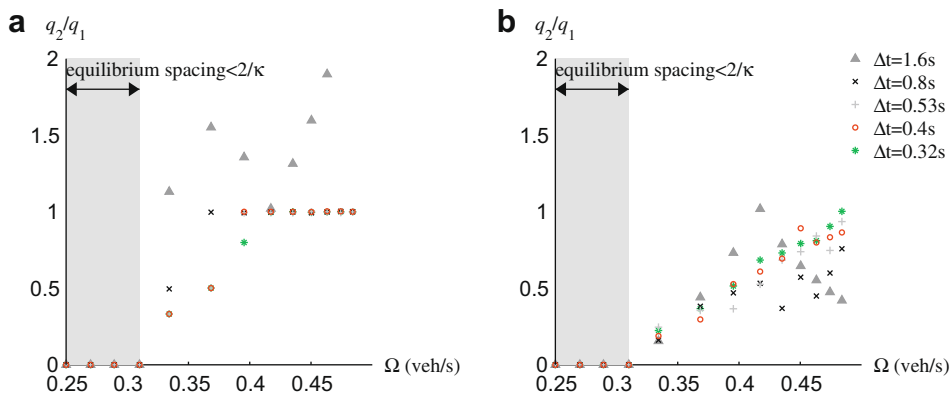 a
q2/q1
2
equilibrium spacing<2/κ
1.5
1
0.5
0
0.25
0.3
0.35
0.4
0.45
Ω (veh/s)
b
q2/q1
2
equilibrium spacing<2/κ
1.5
1
0.5
0
0.25
0.3
0.35
0.4
0.45
Ω (veh/s)
Δt=1.6s
Δt=0.8s
Δt=0.53s
Δt=0.4s
Δt=0.32s